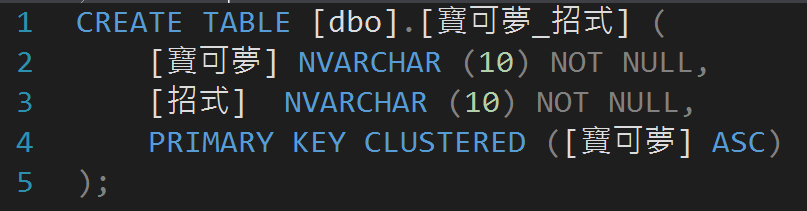 1 CREATE TABLE [dbo].[寶可夢_招式] (
2 [寶可夢] NVARCHAR (10) NOT NULL,
3 [招式]  NVARCHAR (10) NOT NULL,
4 PRIMARY KEY CLUSTERED ([寶可夢] ASC)
5 );